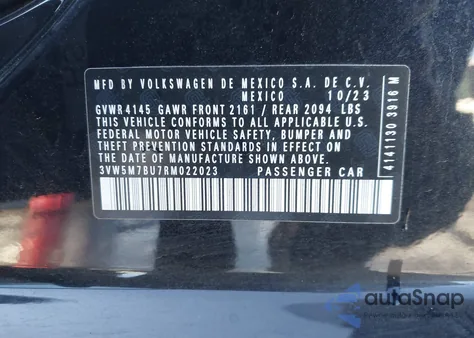 MFD BY VOLKSWAGEN DE MEXICO S.A. DE C.V.
MEXICO 10/23
GVWR 4145 GAWR FRONT 2161 / REAR 2094 LBS
THIS VEHICLE CONFORMS TO ALL APPLICABLE U.S.
FEDERAL MOTOR VEHICLE SAFETY, BUMPER AND
THEFT PREVENTION STANDARDS IN EFFECT ON
THE DATE OF MANUFACTURE SHOWN ABOVE.
3VW5M7BU7RM022023 PASSENGER CAR
41411130 3916 M
autoSnap